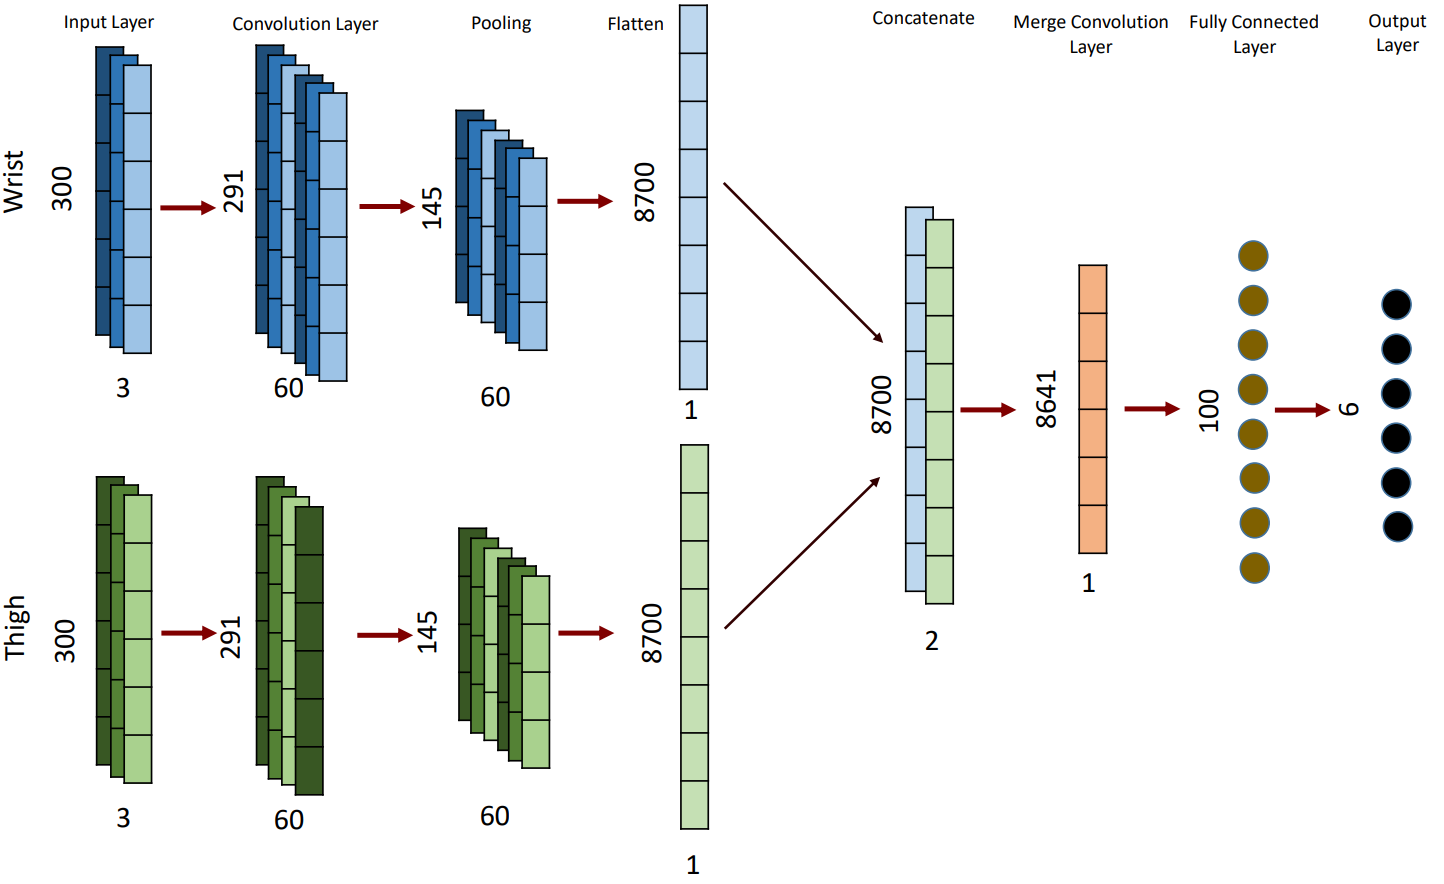 Input Layer
Convolution Layer
Pooling
Flatten
Concatenate
Merge Convolution
Layer
Fully Connected
Layer
Output
Layer
Wrist
300
3
291
60
145
60
8700
1
Thigh
300
3
291
60
145
60
8700
1
8700
2
8641
1
100
6